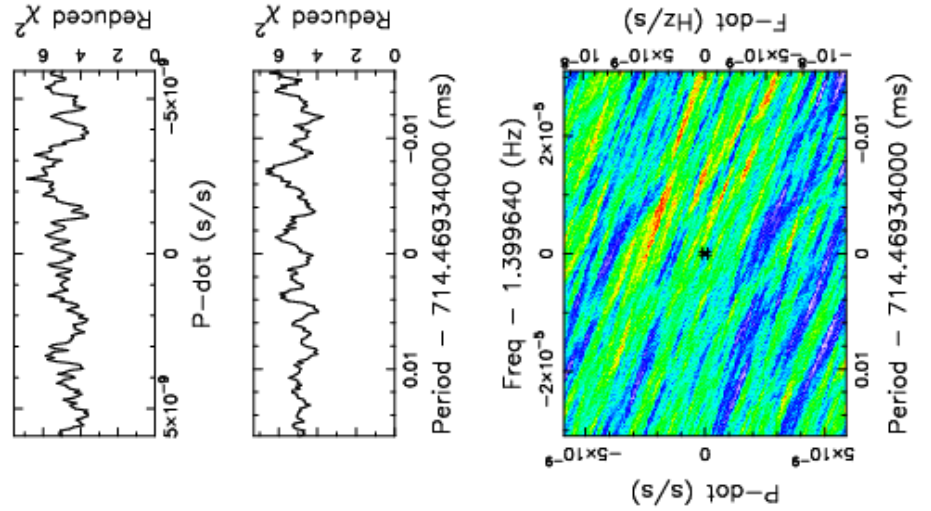 Reduced χ²
6 4 2 0
5×10⁻⁹ 0 −5×10⁻⁹
P−dot (s/s)
Reduced χ²
6 4 2 0
0.01 0 −0.01
Period − 714.46934000 (ms)
F−dot (Hz/s)
10⁻⁸ 5×10⁻⁹ 0 −5×10⁻⁹ −10⁻⁸
Freq − 1.399640 (Hz)
−2×10⁻⁵ 0 2×10⁻⁵
−5×10⁻⁹ 0 5×10⁻⁹
P−dot (s/s)
0.01 0 −0.01
Period − 714.46934000 (ms)